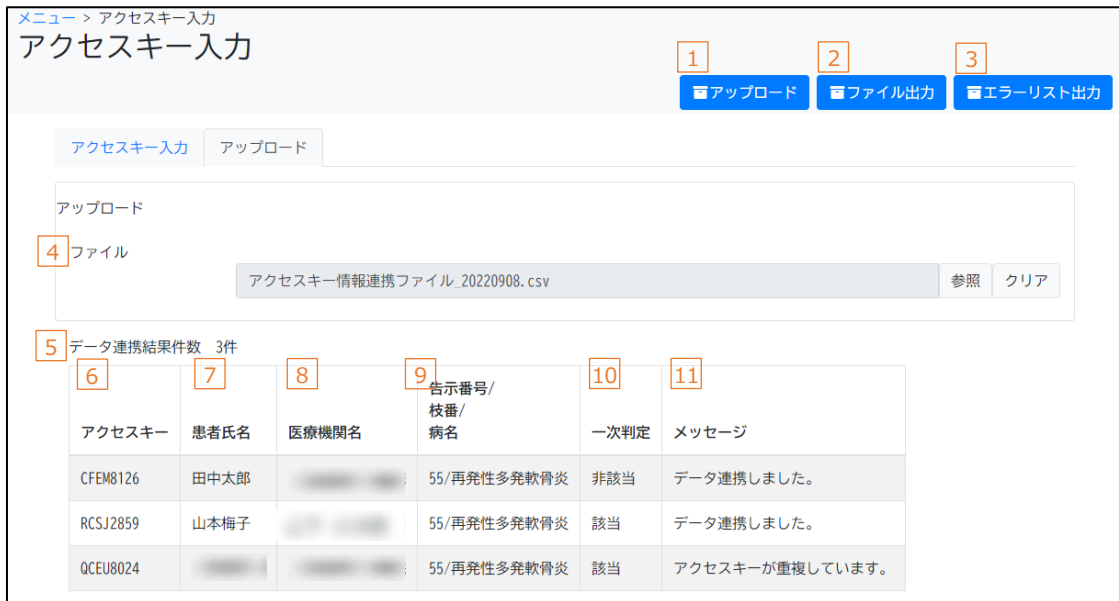 メニュー > アクセスキー入力
アクセスキー入力
1 2 3
アップロード ファイル出力 エラーリスト出力
アクセスキー入力 アップロード
アップロード
4 ファイル
アクセスキー情報連携ファイル_20220908.csv 参照 クリア
5 データ連携結果件数 3件
6 7 8 9 10 11
告示番号/
枝番/
アクセスキー 患者氏名 医療機関名 病名 一次判定 メッセージ
CFEM8126 田中太郎 55/再発性多発軟骨炎 非該当 データ連携しました。
RCSJ2859 山本梅子 55/再発性多発軟骨炎 該当 データ連携しました。
QCEU8024 55/再発性多発軟骨炎 該当 アクセスキーが重複しています。